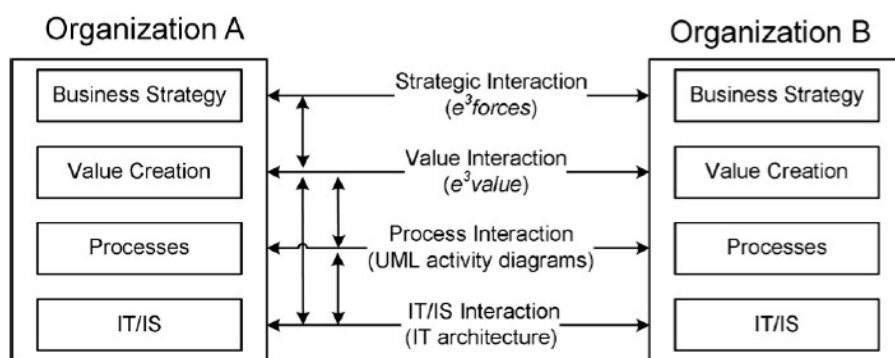 Organization A
Organization B
Business Strategy
Strategic Interaction
(e³forces)
Business Strategy
Value Creation
Value Interaction
(e³value)
Value Creation
Processes
Process Interaction
(UML activity diagrams)
Processes
IT/IS
IT/IS Interaction
(IT architecture)
IT/IS